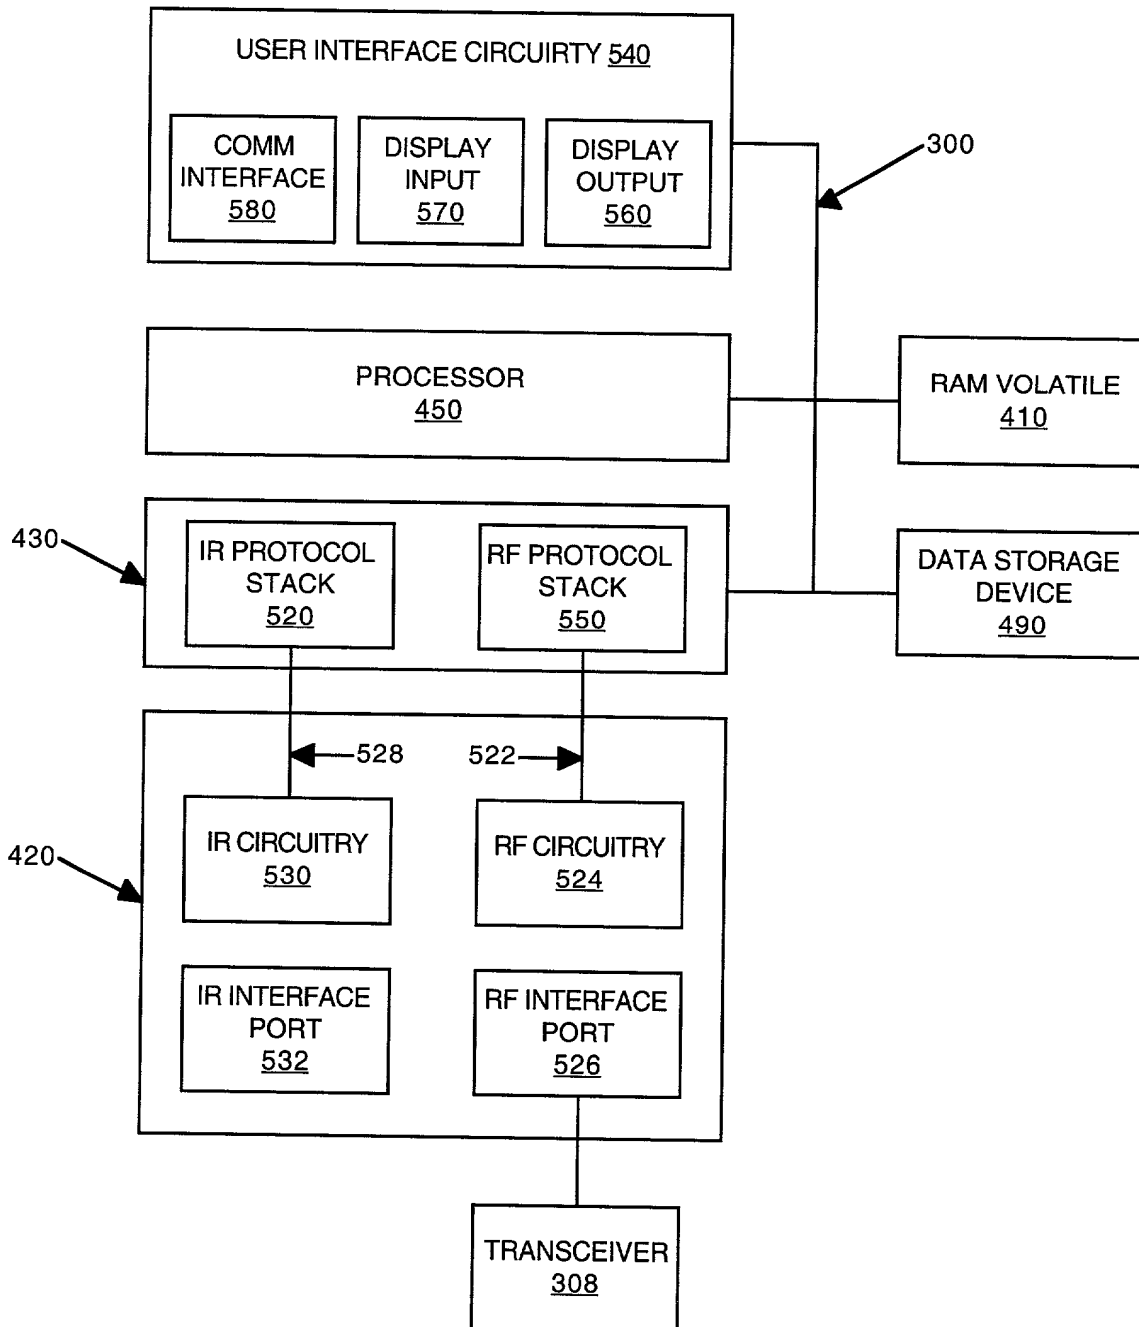 USER INTERFACE CIRCUIRTY 540
COMM
INTERFACE
580
DISPLAY
INPUT
570
DISPLAY
OUTPUT
560
300
PROCESSOR
450
RAM VOLATILE
410
430
IR PROTOCOL
STACK
520
RF PROTOCOL
STACK
550
DATA STORAGE
DEVICE
490
528
522
420
IR CIRCUITRY
530
RF CIRCUITRY
524
IR INTERFACE
PORT
532
RF INTERFACE
PORT
526
TRANSCEIVER
308